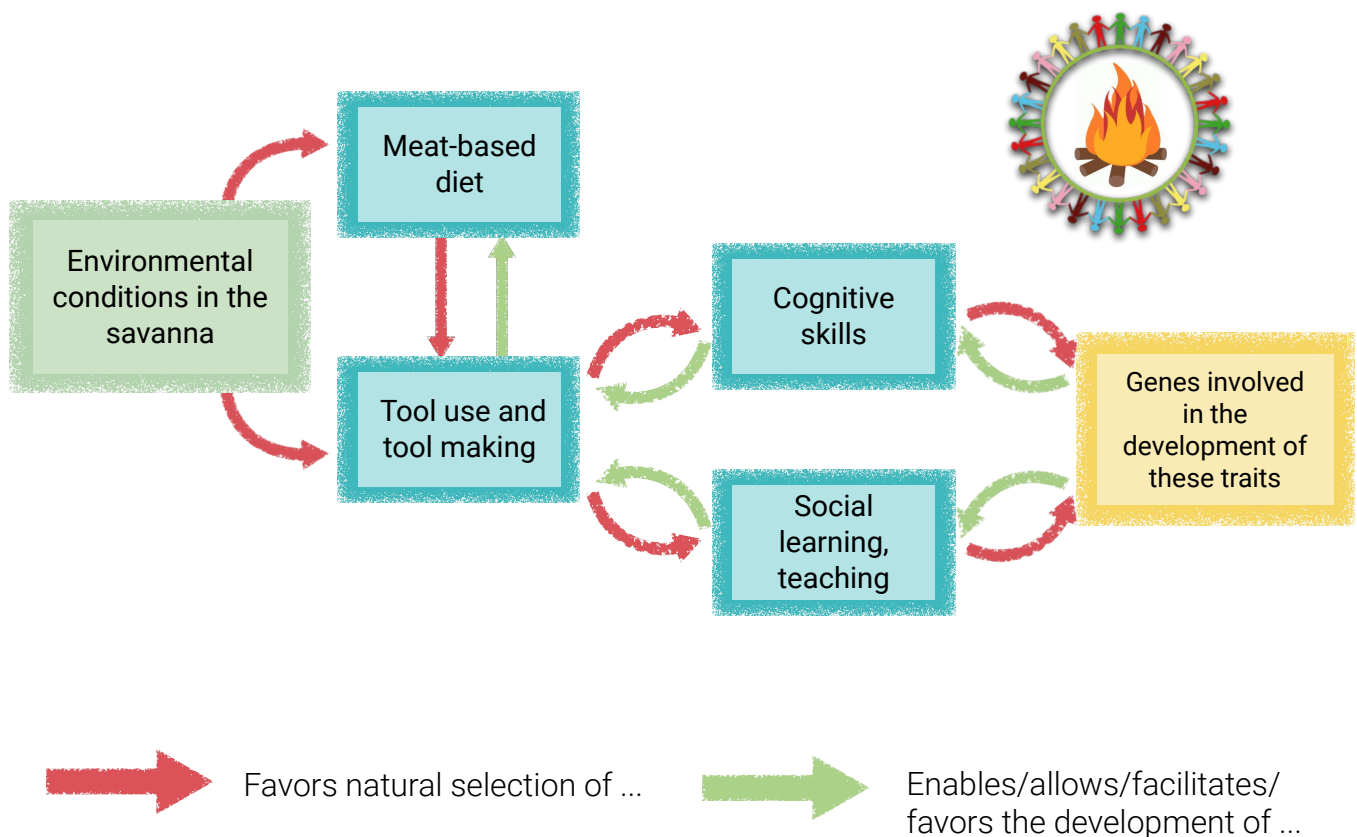 Meat-based
diet
Environmental
conditions in the
savanna
Cognitive
skills
Tool use and
tool making
Genes involved
in the
development of
these traits
Social
learning,
teaching
Favors natural selection of ...
Enables/allows/facilitates/
favors the development of ...